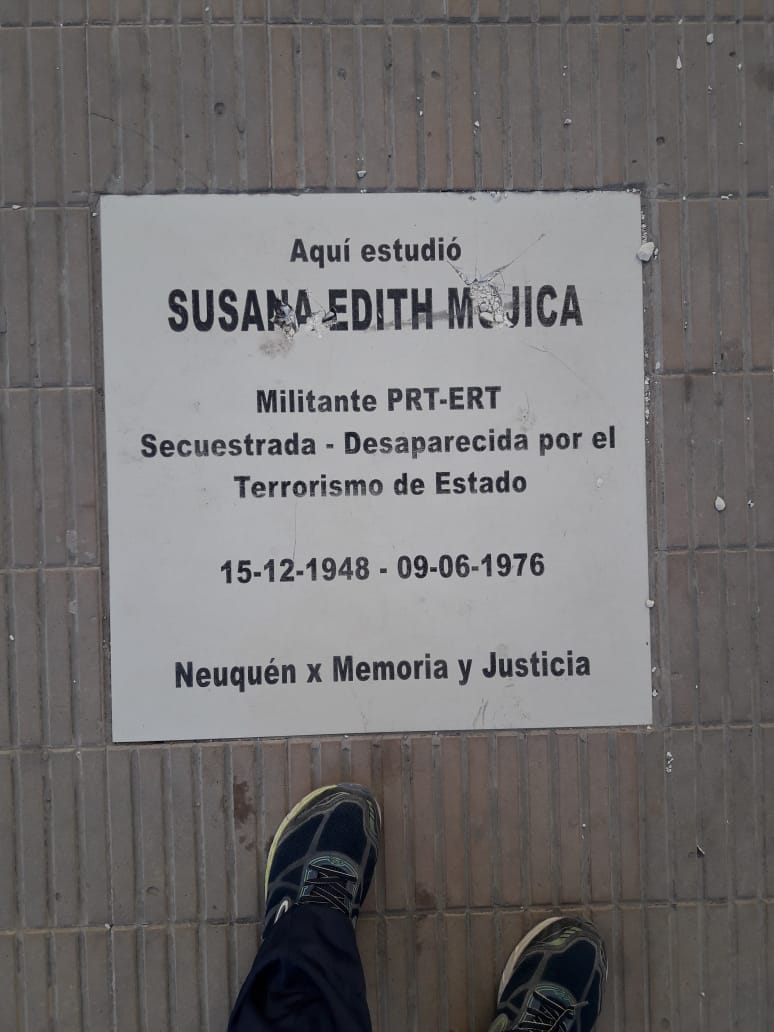 Aquí estudió
SUSANA EDITH MUJICA
Militante PRT-ERT
Secuestrada - Desaparecida por el
Terrorismo de Estado
15-12-1948 - 09-06-1976
Neuquén x Memoria y Justicia